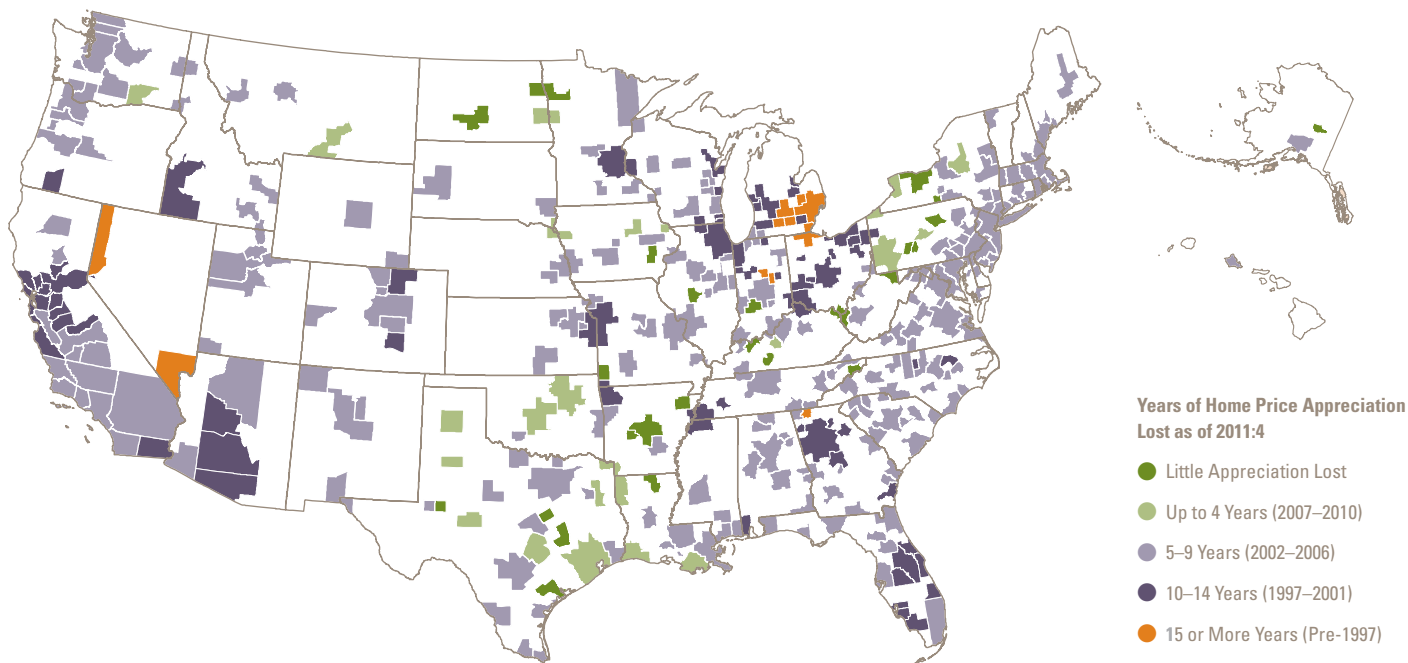 Years of Home Price Appreciation
Lost as of 2011:4
Little Appreciation Lost
Up to 4 Years (2007–2010)
5–9 Years (2002–2006)
10–14 Years (1997–2001)
15 or More Years (Pre-1997)